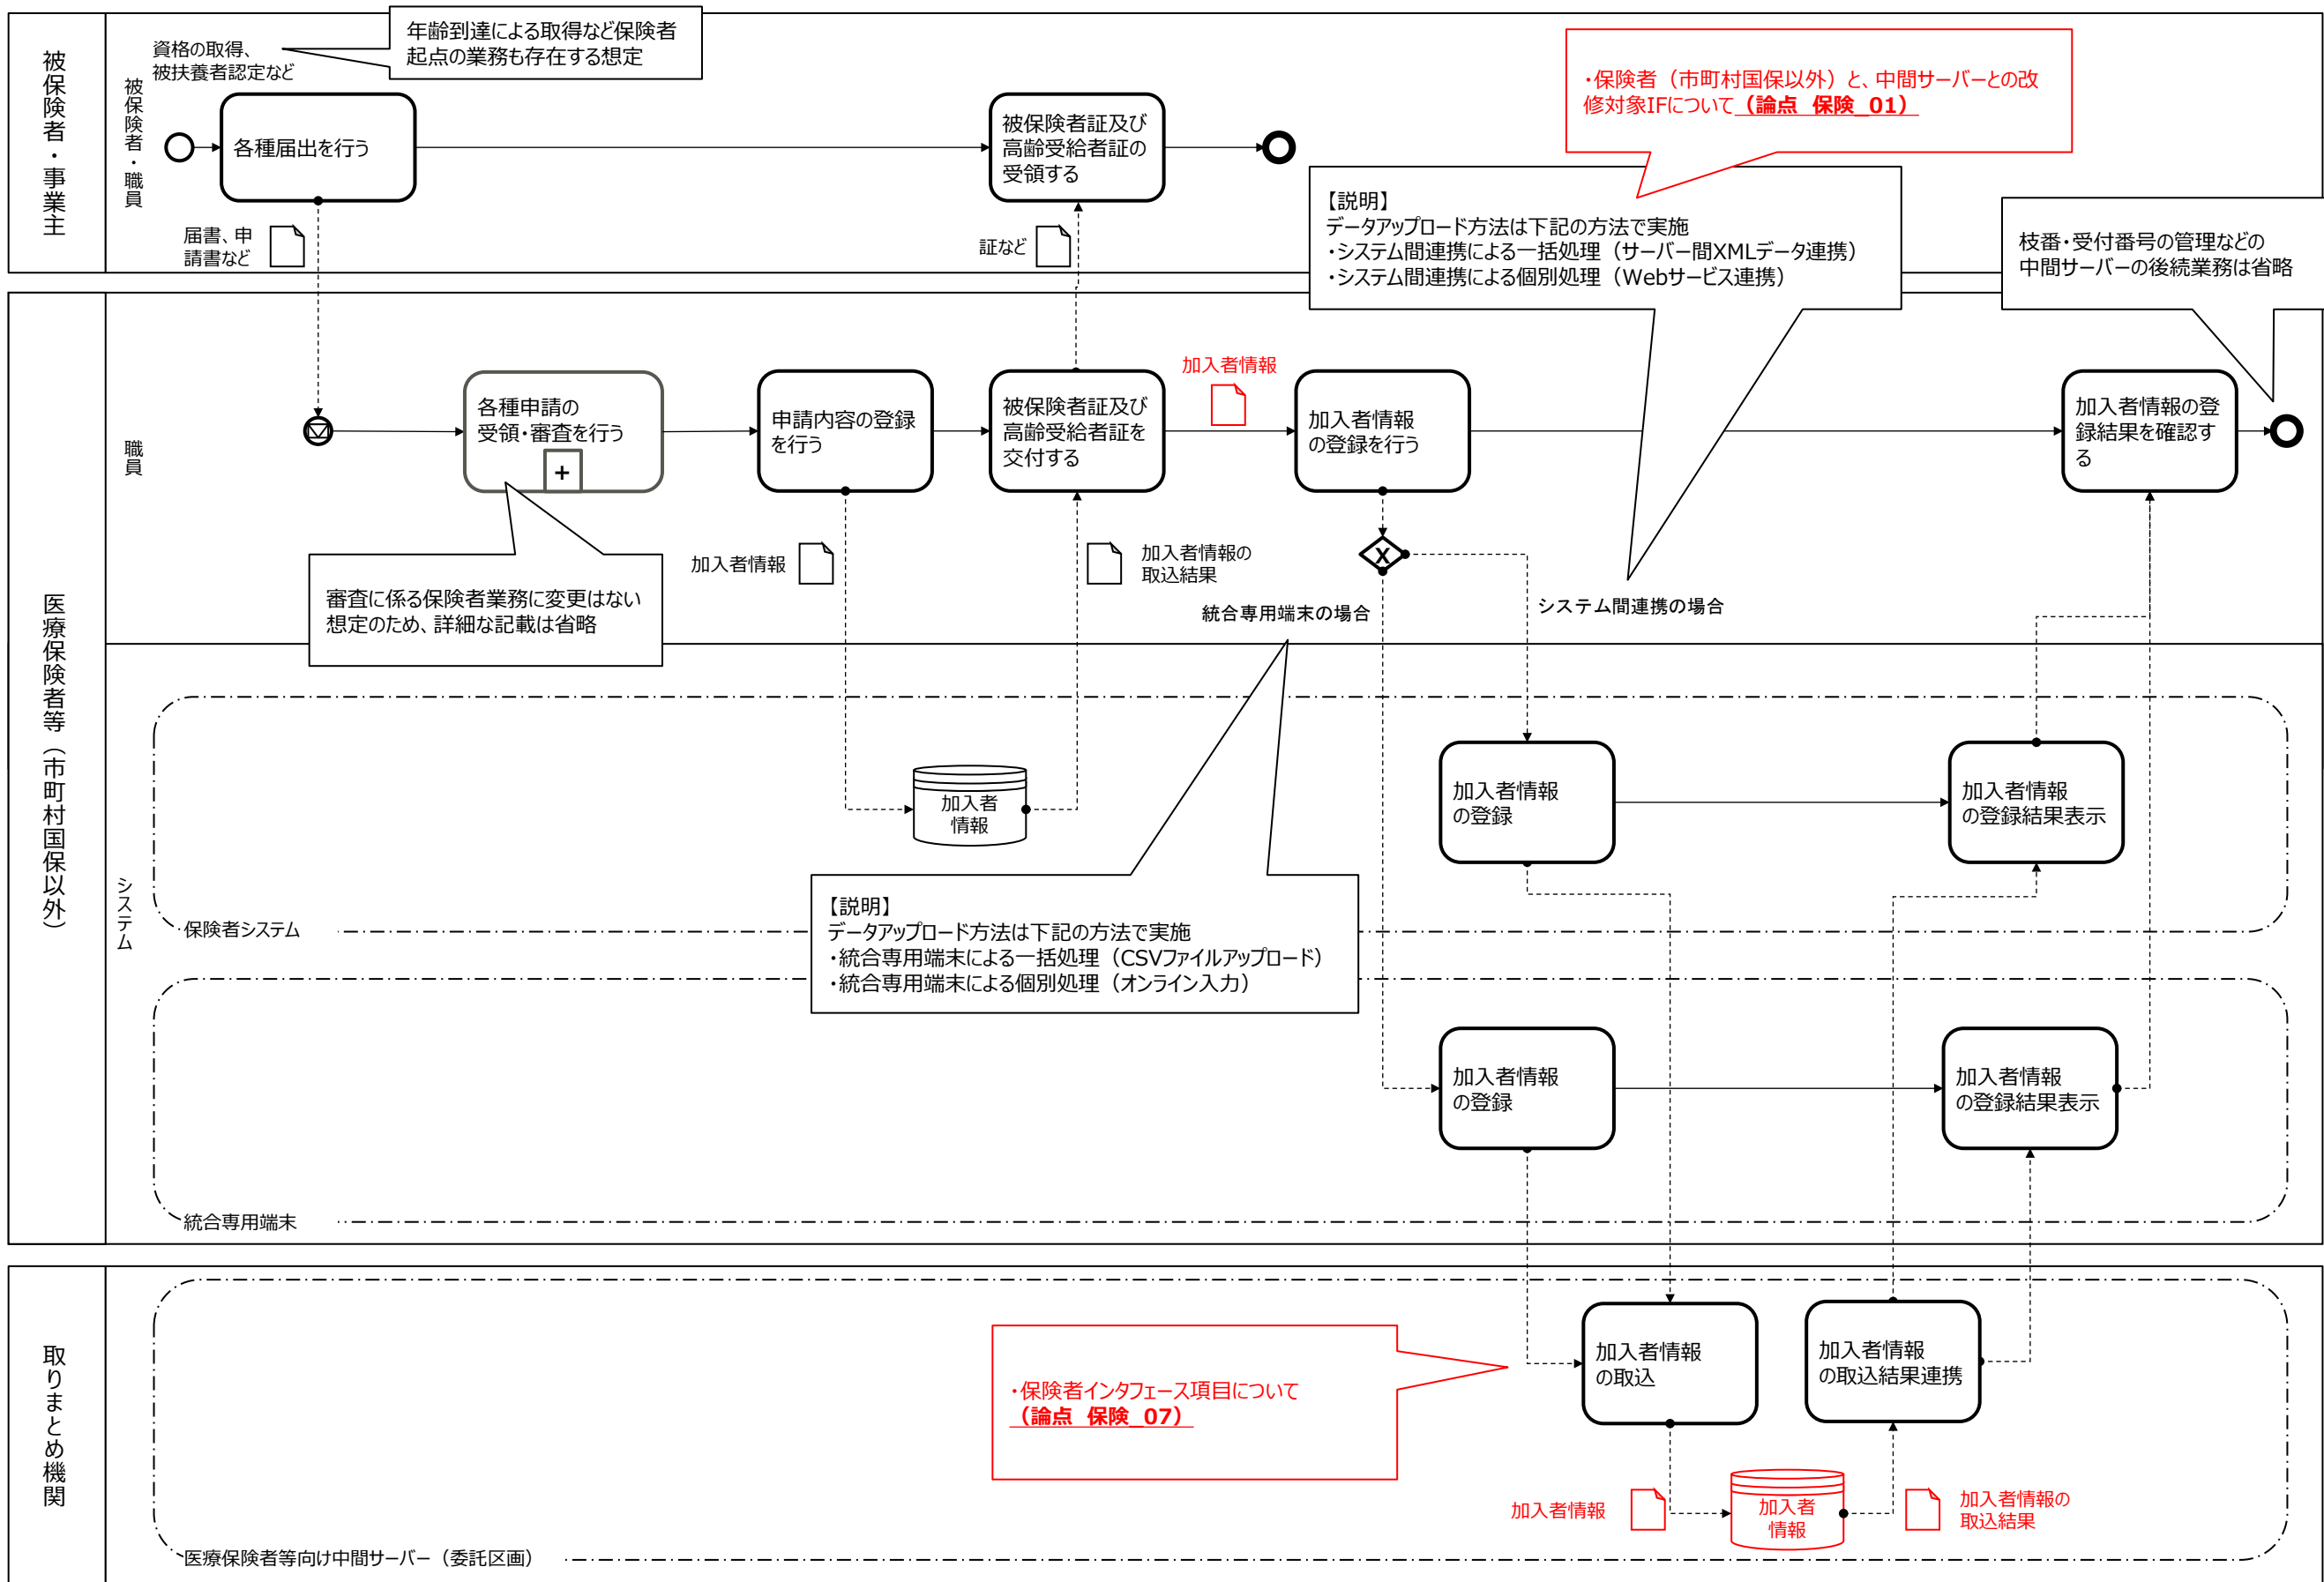 被保険者・事業主
被保険者・職員
資格の取得、
被扶養者認定など
年齢到達による取得など保険者
起点の業務も存在する想定
各種届出を行う
被保険者証及び
高齢受給者証の
受領する
・保険者（市町村国保以外）と、中間サーバーとの改
修対象IFについて（論点　保険_01）
【説明】
データアップロード方法は下記の方法で実施
・システム間連携による一括処理（サーバー間XMLデータ連携）
・システム間連携による個別処理（Webサービス連携）
枝番・受付番号の管理などの
中間サーバーの後続業務は省略
届書、申
請書など
証など
医療保険者等（市町村国保以外）
職員
各種申請の
受領・審査を行う
+
申請内容の登録
を行う
被保険者証及び
高齢受給者証を
交付する
加入者情報
加入者情報
の登録を行う
加入者情報の登
録結果を確認す
る
審査に係る保険者業務に変更はない
想定のため、詳細な記載は省略
加入者情報
加入者情報の
取込結果
X
統合専用端末の場合
システム間連携の場合
システム
加入者
情報
加入者情報
の登録
加入者情報
の登録結果表示
保険者システム
【説明】
データアップロード方法は下記の方法で実施
・統合専用端末による一括処理（CSVファイルアップロード）
・統合専用端末による個別処理（オンライン入力）
加入者情報
の登録
加入者情報
の登録結果表示
統合専用端末
取りまとめ機関
・保険者インタフェース項目について
（論点　保険_07）
加入者情報
の取込
加入者情報
の取込結果連携
加入者情報
加入者
情報
加入者情報の
取込結果
医療保険者等向け中間サーバー（委託区画）